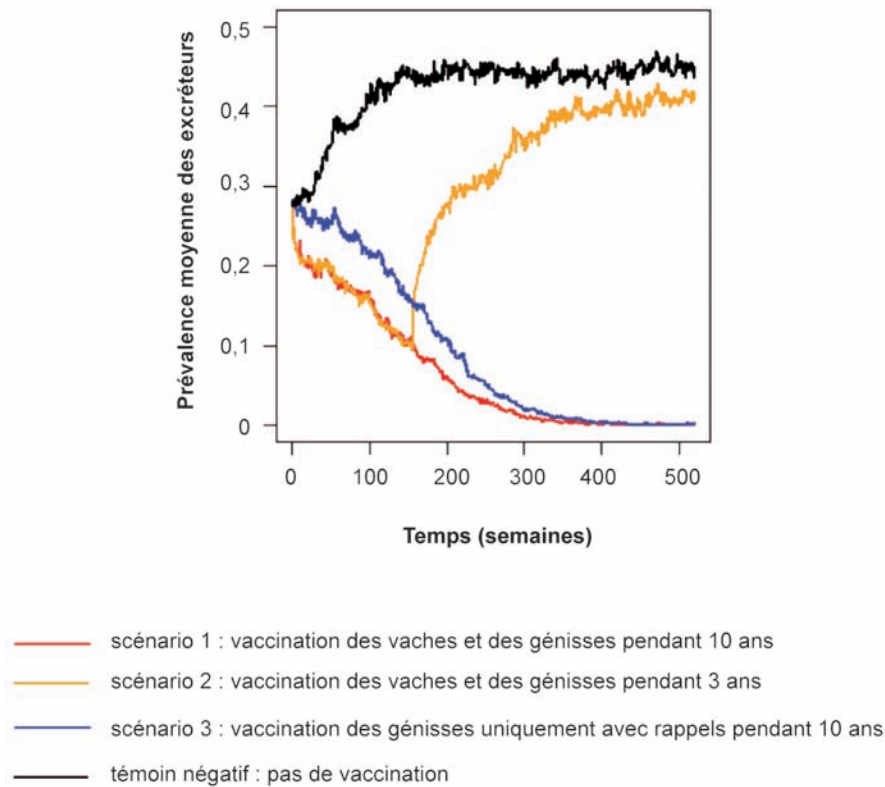 0,5
0,4
0,3
0,2
0,1
0
Prévalence moyenne des excréteurs
0 100 200 300 400 500
Temps (semaines)
scénario 1 : vaccination des vaches et des génisses pendant 10 ans
scénario 2 : vaccination des vaches et des génisses pendant 3 ans
scénario 3 : vaccination des génisses uniquement avec rappels pendant 10 ans
témoin négatif : pas de vaccination